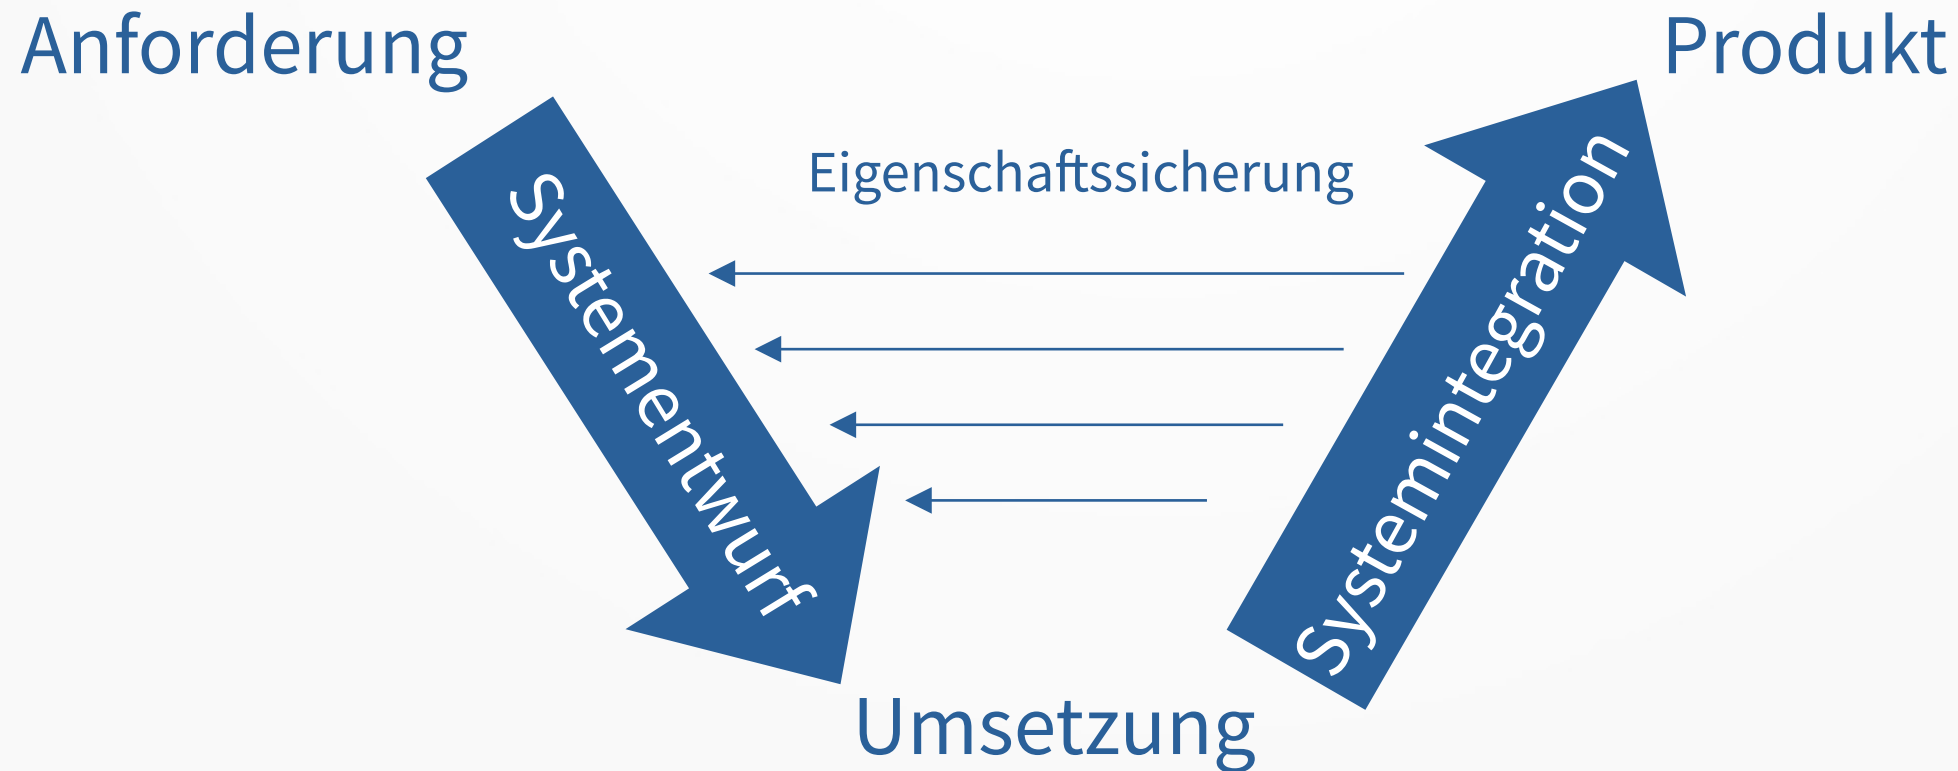 Anforderung
Produkt
Eigenschaftssicherung
Systementwurf
Systemintegration
Umsetzung